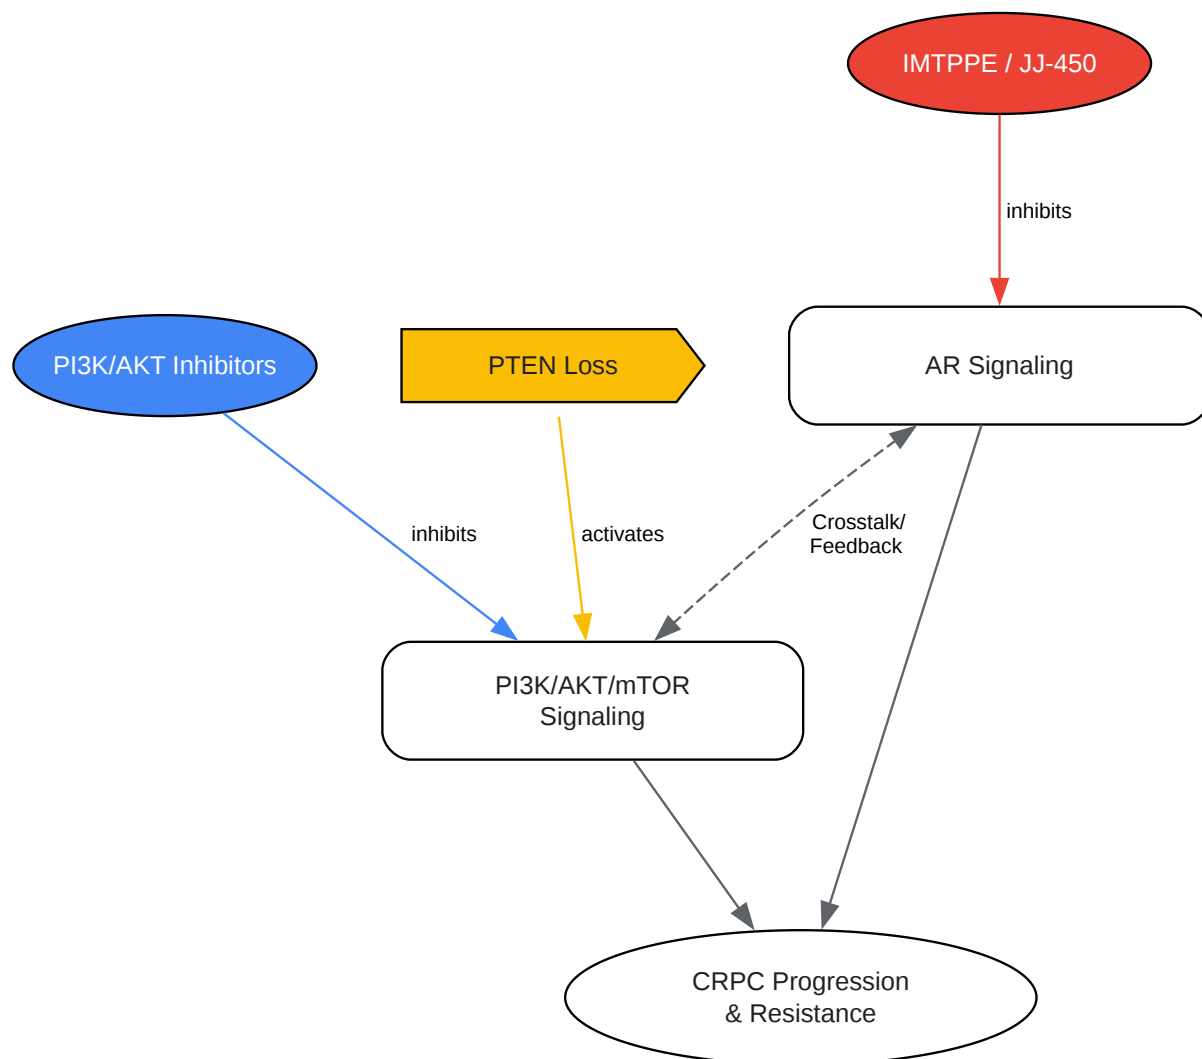 IMTPPE / JJ-450
inhibits
PI3K/AKT Inhibitors
PTEN Loss
AR Signaling
inhibits
activates
Crosstalk/
Feedback
PI3K/AKT/mTOR
Signaling
CRPC Progression
& Resistance